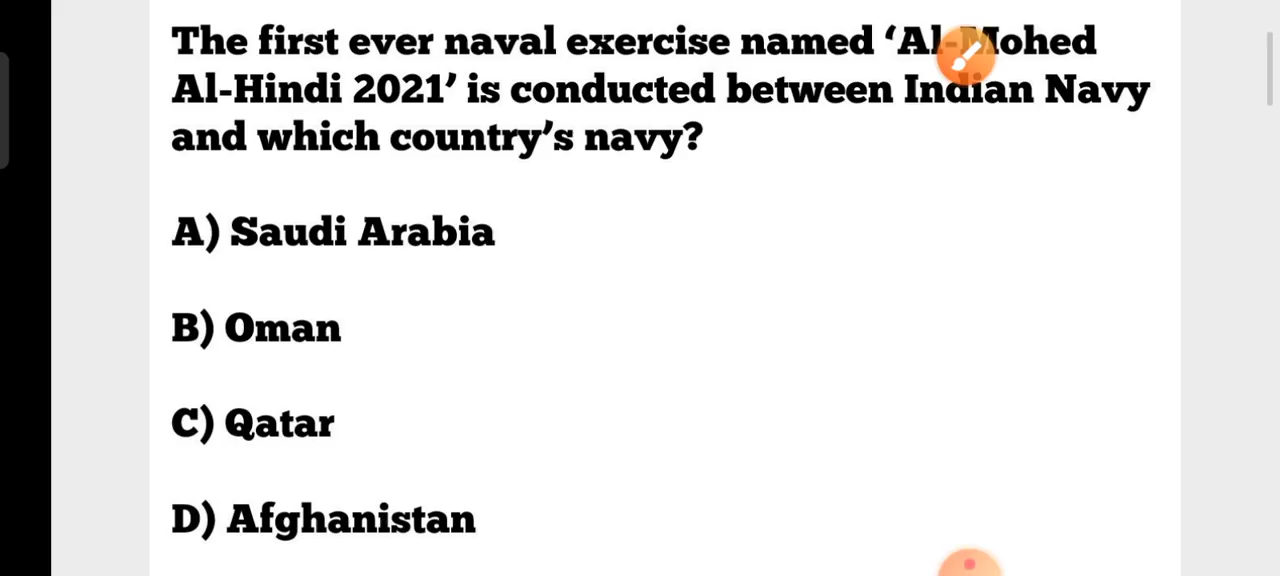 The first ever naval exercise named ‘Al-Mohed
Al-Hindi 2021’ is conducted between Indian Navy
and which country’s navy?
A) Saudi Arabia
B) Oman
C) Qatar
D) Afghanistan